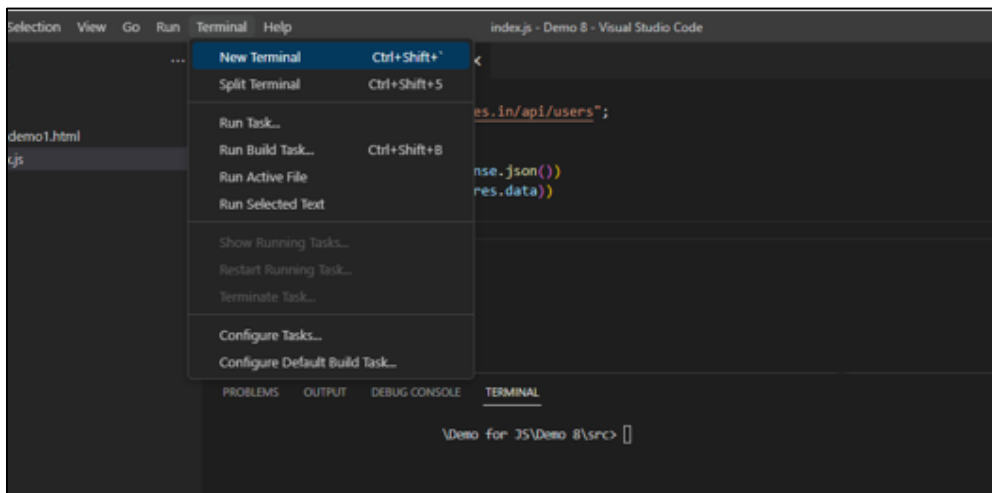 Selection View Go Run Terminal Help index.js - Demo 8 - Visual Studio Code
...
New Terminal Ctrl+Shift+`
Split Terminal Ctrl+Shift+5
es.in/api/users";
Run Task...
demo1.html
Run Build Task... Ctrl+Shift+B
x.js
nse.json())
Run Active File
res.data))
Run Selected Text
Show Running Tasks...
Restart Running Task...
Terminate Task...
Configure Tasks...
Configure Default Build Task...
PROBLEMS OUTPUT DEBUG CONSOLE TERMINAL
\Demo for JS\Demo 8\src>